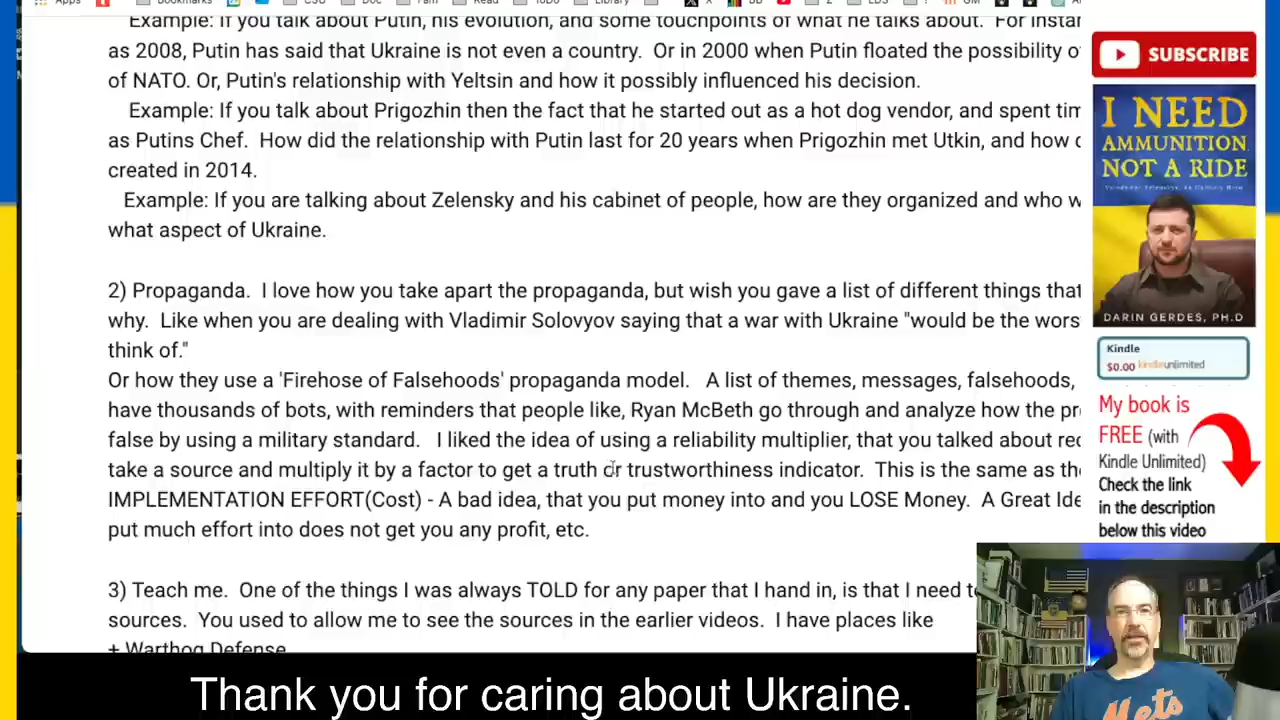 Apps
Bookmarks
CSU
Doc
Fam
Read
ToDo
Library
Example: If you talk about Putin, his evolution, and some touchpoints of what he talks about. For instan
as 2008, Putin has said that Ukraine is not even a country. Or in 2000 when Putin floated the possibility o
of NATO. Or, Putin's relationship with Yeltsin and how it possibly influenced his decision.
Example: If you talk about Prigozhin then the fact that he started out as a hot dog vendor, and spent tim
as Putins Chef. How did the relationship with Putin last for 20 years when Prigozhin met Utkin, and how
created in 2014.
Example: If you are talking about Zelensky and his cabinet of people, how are they organized and who w
what aspect of Ukraine.
2) Propaganda. I love how you take apart the propaganda, but wish you gave a list of different things that
why. Like when you are dealing with Vladimir Solovyov saying that a war with Ukraine "would be the wors
think of."
Or how they use a 'Firehose of Falsehoods' propaganda model. A list of themes, messages, falsehoods,
have thousands of bots, with reminders that people like, Ryan McBeth go through and analyze how the pr
false by using a military standard. I liked the idea of using a reliability multiplier, that you talked about rec
take a source and multiply it by a factor to get a truth or trustworthiness indicator. This is the same as the
IMPLEMENTATION EFFORT(Cost) - A bad idea, that you put money into and you LOSE Money. A Great Ide
put much effort into does not get you any profit, etc.
3) Teach me. One of the things I was always TOLD for any paper that I hand in, is that I need t
sources. You used to allow me to see the sources in the earlier videos. I have places like
+ Warthog Defense
SUBSCRIBE
I NEED
AMMUNITION
NOT A RIDE
DARIN GERDES, PH.D
Kindle
$0.00 kindleunlimited
My book is
FREE (with
Kindle Unlimited)
Check the link
in the description
below this video
Mets
Thank you for caring about Ukraine.